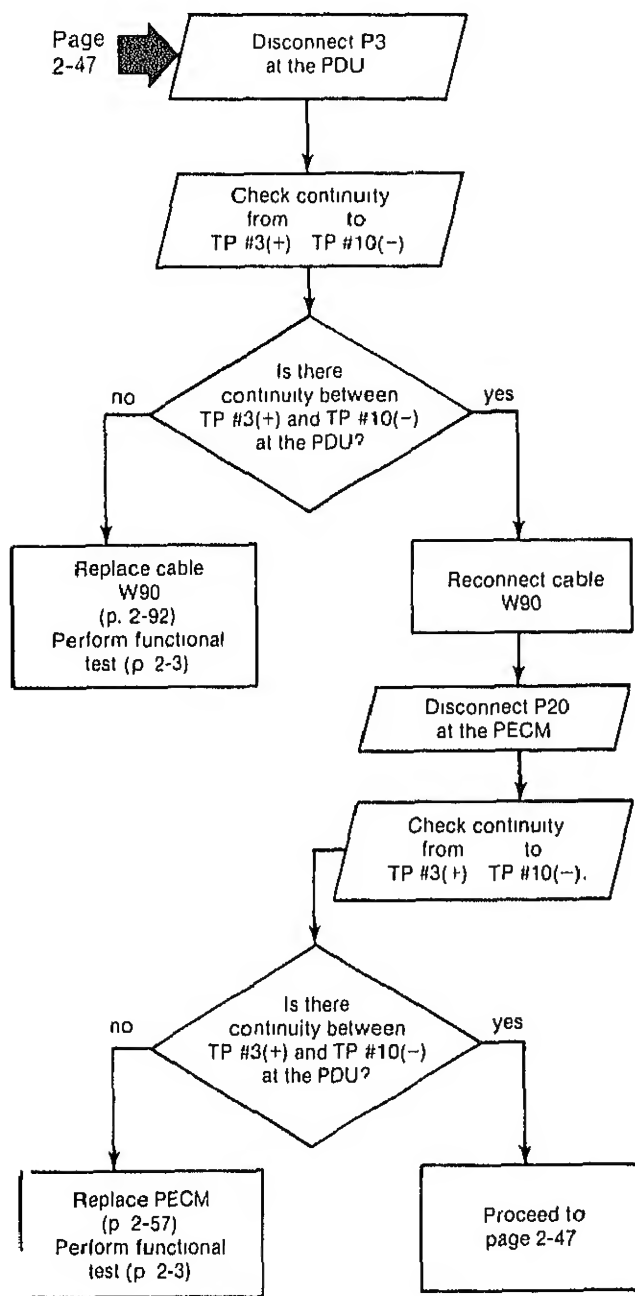 Page
2-47
Disconnect P3
at the PDU
Check continuity
from to
TP #3(+) TP #10(−)
Is there
continuity between
TP #3(+) and TP #10(−)
at the PDU?
no
yes
Replace cable
W90
(p. 2-92)
Perform functional
test (p 2-3)
Reconnect cable
W90
Disconnect P20
at the PECM
Check continuity
from to
TP #3(+) TP #10(−).
Is there
continuity between
TP #3(+) and TP #10(−)
at the PDU?
no
yes
Replace PECM
(p 2-57)
Perform functional
test (p 2-3)
Proceed to
page 2-47